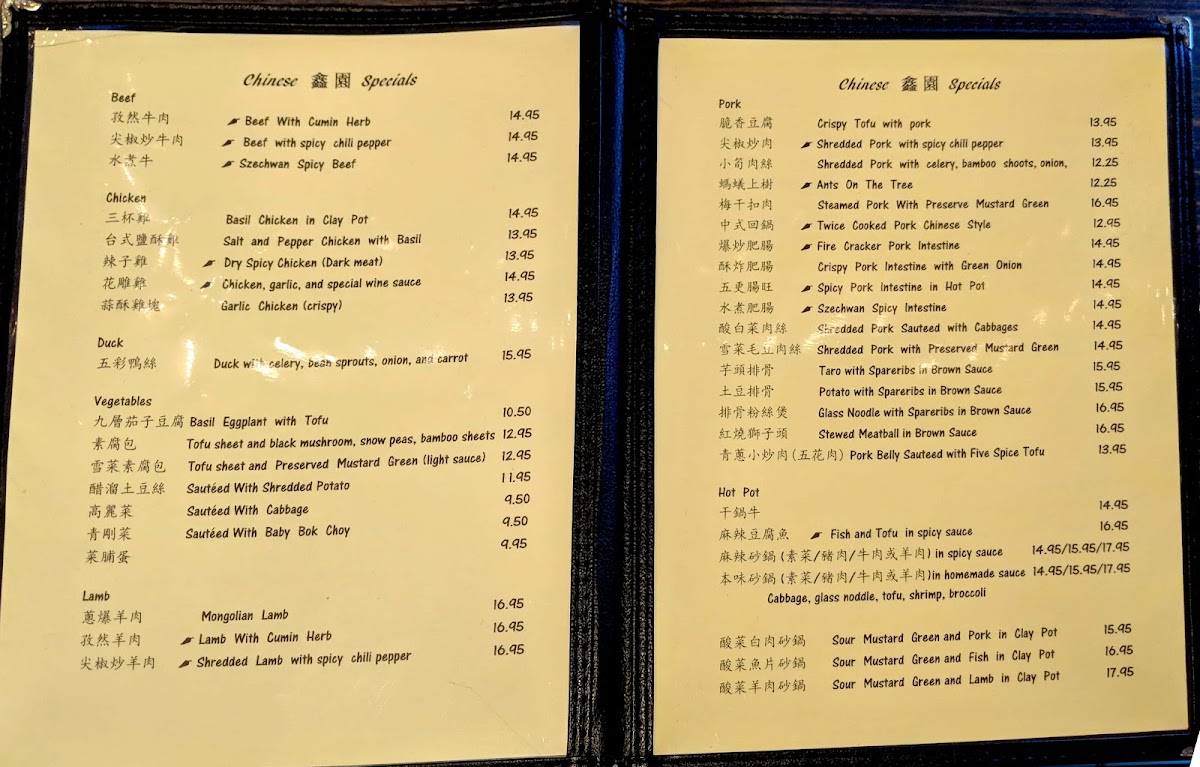 Chinese 鑫園 Specials
Beef
孜然牛肉 Beef With Cumin Herb 14.95
尖椒炒牛肉 Beef with spicy chili pepper 14.95
水煮牛 Szechwan Spicy Beef 14.95
Chicken
三杯雞 Basil Chicken in Clay Pot 14.95
台式鹽酥雞 Salt and Pepper Chicken with Basil 13.95
辣子雞 Dry Spicy Chicken (Dark meat) 13.95
花雕雞 Chicken, garlic, and special wine sauce 14.95
蒜酥雞塊 Garlic Chicken (crispy) 13.95
Duck
五彩鴨絲 Duck with celery, bean sprouts, onion, and carrot 15.95
Vegetables
九層茄子豆腐 Basil Eggplant with Tofu 10.50
素腐包 Tofu sheet and black mushroom, snow peas, bamboo sheets 12.95
雪菜素腐包 Tofu sheet and Preserved Mustard Green (light sauce) 12.95
醋溜土豆絲 Sautéed With Shredded Potato 11.95
高麗菜 Sautéed With Cabbage 9.50
青剛菜 Sautéed With Baby Bok Choy 9.50
菜脯蛋 9.95
Lamb
蔥爆羊肉 Mongolian Lamb 16.95
孜然羊肉 Lamb With Cumin Herb 16.95
尖椒炒羊肉 Shredded Lamb with spicy chili pepper 16.95
Chinese 鑫園 Specials
Pork
脆香豆腐 Crispy Tofu with pork 13.95
尖椒炒肉 Shredded Pork with spicy chili pepper 13.95
小荀肉絲 Shredded Pork with celery, bamboo shoots, onion, 12.25
螞蟻上樹 Ants On The Tree 12.25
梅干扣肉 Steamed Pork With Preserve Mustard Green 16.95
中式回鍋 Twice Cooked Pork Chinese Style 12.95
爆炒肥腸 Fire Cracker Pork Intestine 14.95
酥炸肥腸 Crispy Pork Intestine with Green Onion 14.95
五更腸旺 Spicy Pork Intestine in Hot Pot 14.95
水煮肥腸 Szechwan Spicy Intestine 14.95
酸白菜肉絲 Shredded Pork Sauteed with Cabbages 14.95
雪菜毛豆肉絲 Shredded Pork with Preserved Mustard Green 14.95
芋頭排骨 Taro with Spareribs in Brown Sauce 15.95
土豆排骨 Potato with Spareribs in Brown Sauce 15.95
排骨粉絲煲 Glass Noodle with Spareribs in Brown Sauce 16.95
紅燒獅子頭 Stewed Meatball in Brown Sauce 16.95
青蔥小炒肉(五花肉) Pork Belly Sauteed with Five Spice Tofu 13.95
Hot Pot
干鍋牛 14.95
麻辣豆腐魚 Fish and Tofu in spicy sauce 16.95
麻辣砂鍋(素菜/豬肉/牛肉或羊肉) in spicy sauce 14.95/15.95/17.95
本味砂鍋(素菜/豬肉/牛肉或羊肉)in homemade sauce 14.95/15.95/17.95
Cabbage, glass noddle, tofu, shrimp, broccoli
酸菜白肉砂鍋 Sour Mustard Green and Pork in Clay Pot 15.95
酸菜魚片砂鍋 Sour Mustard Green and Fish in Clay Pot 16.95
酸菜羊肉砂鍋 Sour Mustard Green and Lamb in Clay Pot 17.95